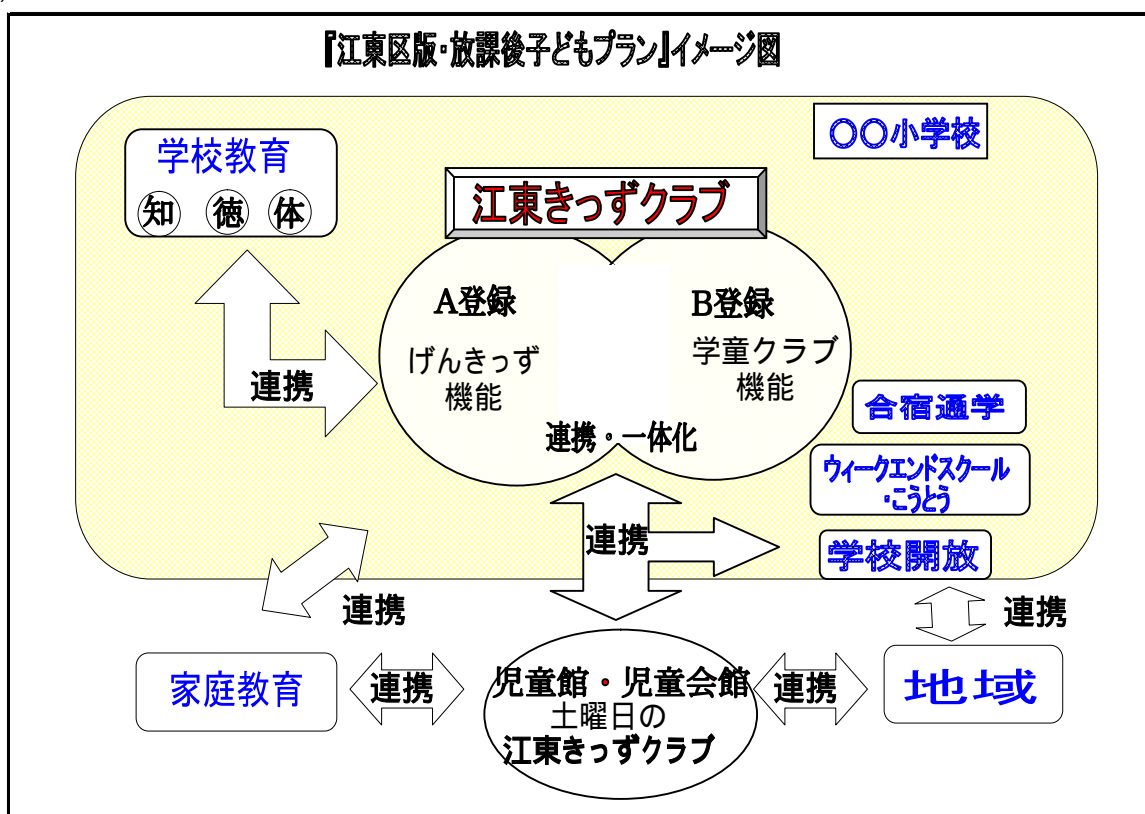 『江東区版・放課後子どもプラン』イメージ図
〇〇小学校
学校教育
知 徳 体
江東きっずクラブ
A登録
げんきっず
機能
B登録
学童クラブ
機能
連携・一体化
連携
合宿通学
ウィークエンドスクール
・こうとう
学校開放
連携
連携
連携
家庭教育
連携
児童館・児童会館
土曜日の
江東きっずクラブ
連携
地域